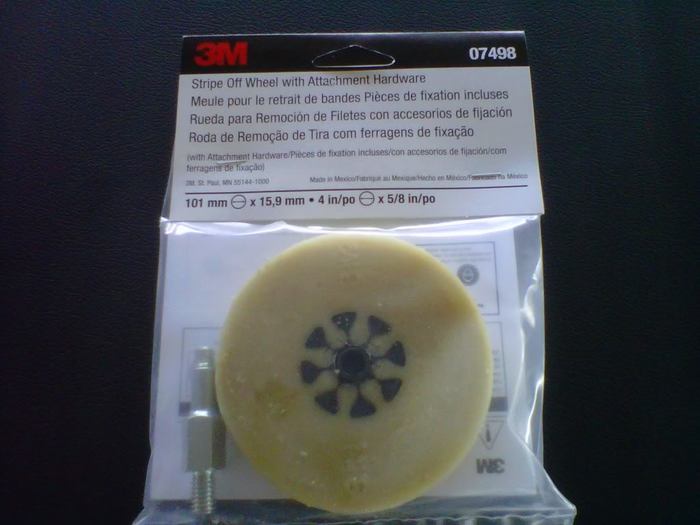 3M
07498
Stripe Off Wheel with Attachment Hardware
Meule pour le retrait de bandes Pièces de fixation incluses
Rueda para Remoción de Filetes con accesorios de fijación
Roda de Remoção de Tira com ferragens de fixação
(with Attachment Hardware/Pièces de fixation incluses/con accesorios de fijación/com
ferragens de fixação)
3M, St. Paul, MN 55144-1000
Made in Mexico/Fabriqué au Mexique/Hecho en México/Fabricado na México
101 mm x 15,9 mm • 4 in/po x 5/8 in/po
3M